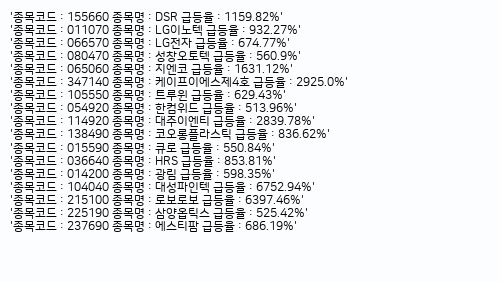 '종목코드 : 155660 종목명 : DSR 급등율 : 1159.82%'
'종목코드 : 011070 종목명 : LG이노텍 급등율 : 932.27%'
'종목코드 : 066570 종목명 : LG전자 급등율 : 674.77%'
'종목코드 : 080470 종목명 : 성창오토텍 급등율 : 560.9%'
'종목코드 : 065060 종목명 : 지엔코 급등율 : 1631.12%'
'종목코드 : 347140 종목명 : 케이프이에스제4호 급등율 : 2925.0%'
'종목코드 : 105550 종목명 : 트루윈 급등율 : 629.43%'
'종목코드 : 054920 종목명 : 한컴위드 급등율 : 513.96%'
'종목코드 : 114920 종목명 : 대주이엔티 급등율 : 2839.78%'
'종목코드 : 138490 종목명 : 코오롱플라스틱 급등율 : 836.62%'
'종목코드 : 015590 종목명 : 큐로 급등율 : 550.84%'
'종목코드 : 036640 종목명 : HRS 급등율 : 853.81%'
'종목코드 : 014200 종목명 : 광림 급등율 : 598.35%'
'종목코드 : 104040 종목명 : 대성파인텍 급등율 : 6752.94%'
'종목코드 : 215100 종목명 : 로보로보 급등율 : 6397.46%'
'종목코드 : 225190 종목명 : 삼양옵틱스 급등율 : 525.42%'
'종목코드 : 237690 종목명 : 에스티팜 급등율 : 686.19%'